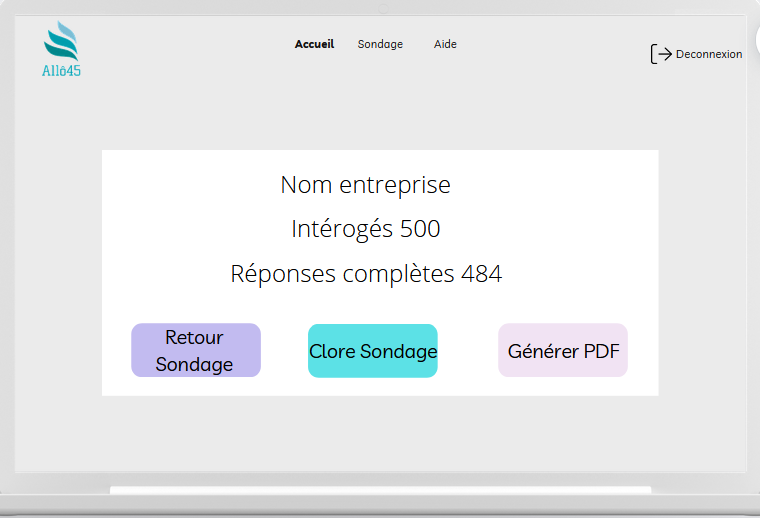 Allô45
Accueil Sondage Aide
Deconnexion
Nom entreprise
Intérogés 500
Réponses complètes 484
Retour
Sondage
Clore Sondage
Générer PDF